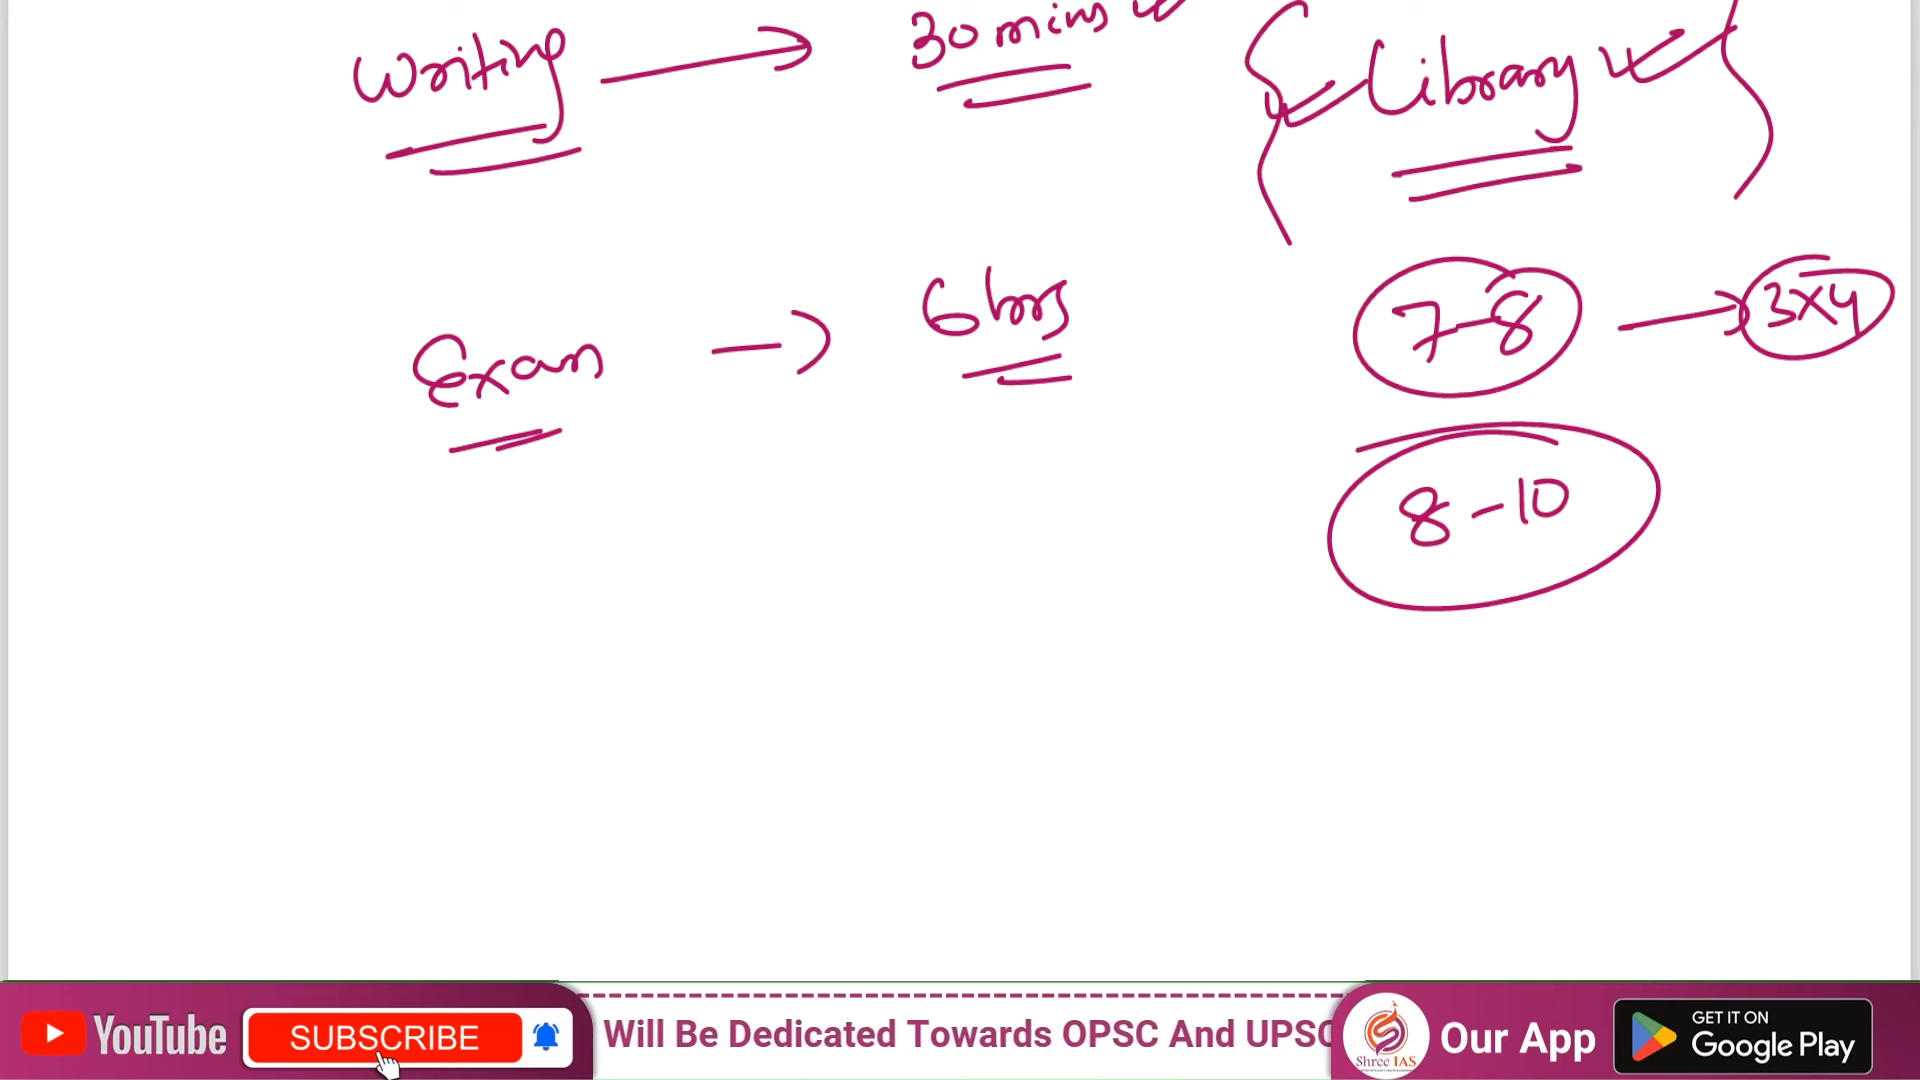 Writing → 30 mins
{ Library }
Exam → 6 hrs
7-8 → 3x4
8-10
YouTube
SUBSCRIBE
Will Be Dedicated Towards OPSC And UPSC
Shree IAS
Our App
GET IT ON
Google Play